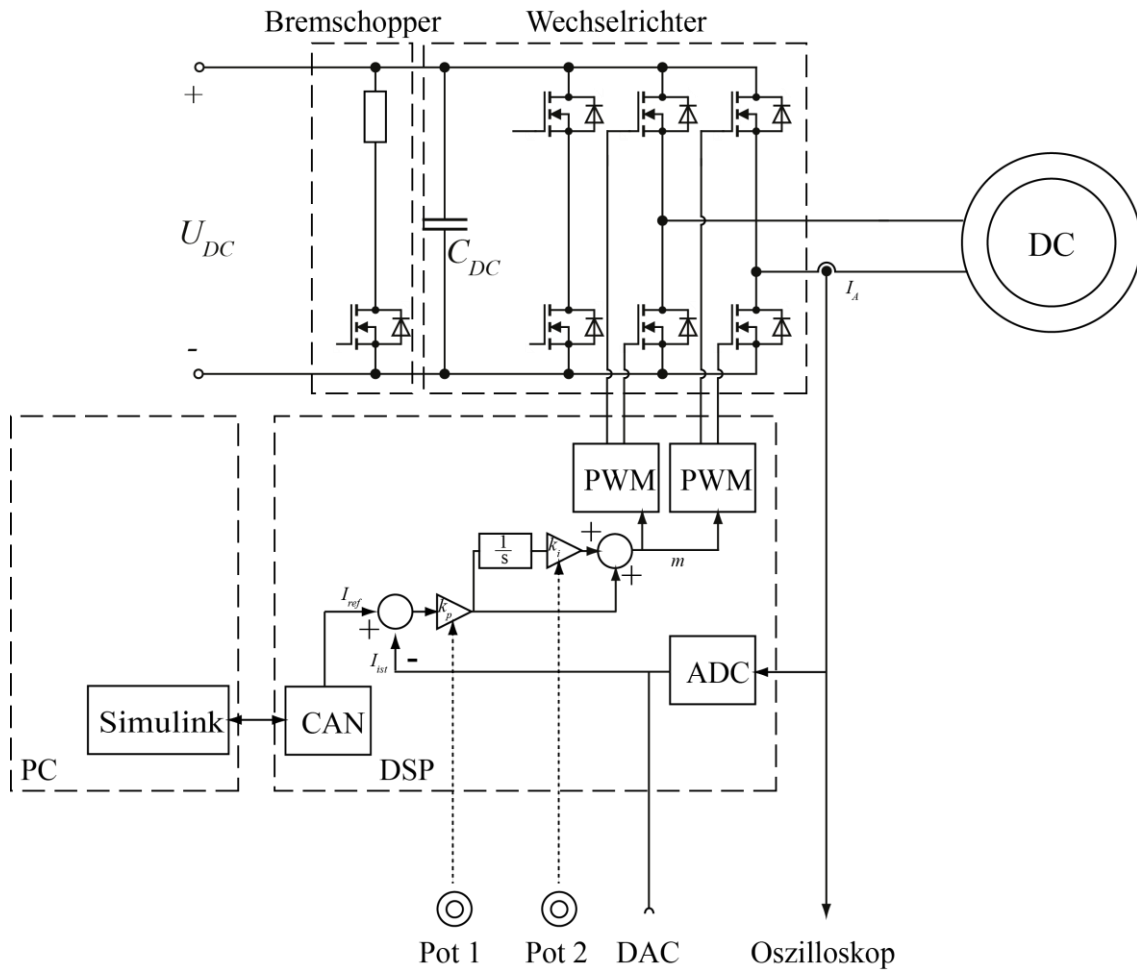 Bremschopper
Wechselrichter
+
U_DC
-
C_DC
DC
I_A
PWM
PWM
1/s
k_i
+
+
m
I_ref
+
k_p
I_ist
-
ADC
Simulink
CAN
PC
DSP
Pot 1
Pot 2
DAC
Oszilloskop